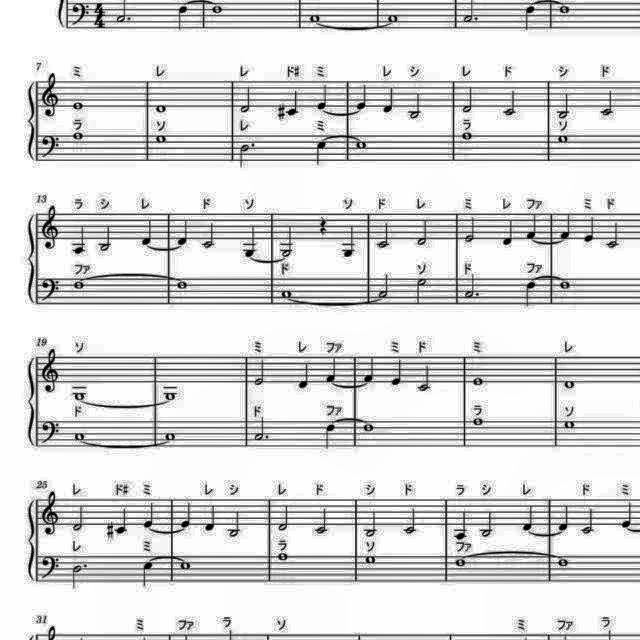 7
ミ レ レ ド# ミ レ シ レ ド シ ド
ラ ソ レ ミ ラ ソ
13
ラ シ レ ド ソ ソ ド レ ミ レ ファ ミ ド
ファ ド ソ ド ファ
19
ソ ミ レ ファ ミ ド ミ レ
ド ド ファ ラ ソ
25
レ ド# ミ レ シ レ ド シ ド ラ シ レ ド ミ
レ ミ ラ ソ ファ
31
ミ ファ ラ ソ ミ ファ ラ